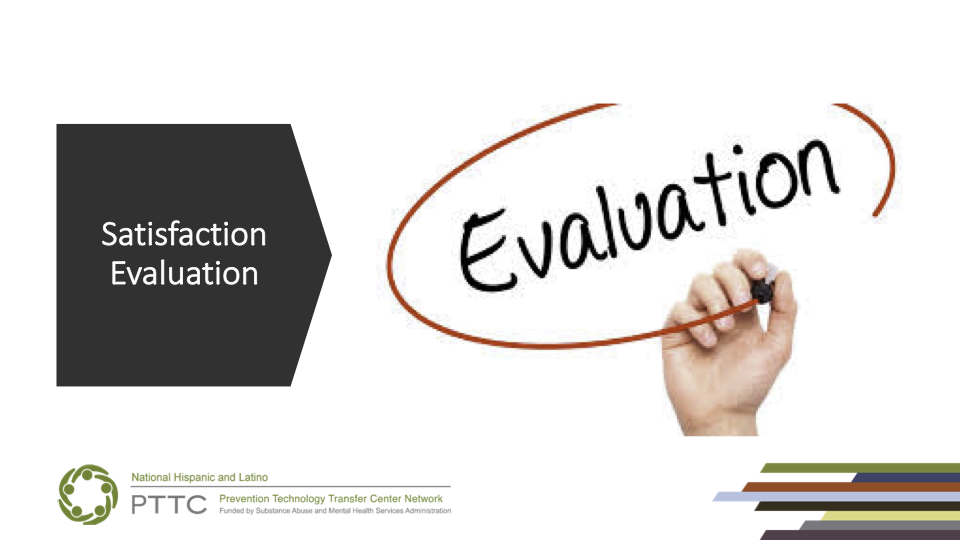 Satisfaction
Evaluation
Evaluation
National Hispanic and Latino
PTTC
Prevention Technology Transfer Center Network
Funded by Substance Abuse and Mental Health Services Administration